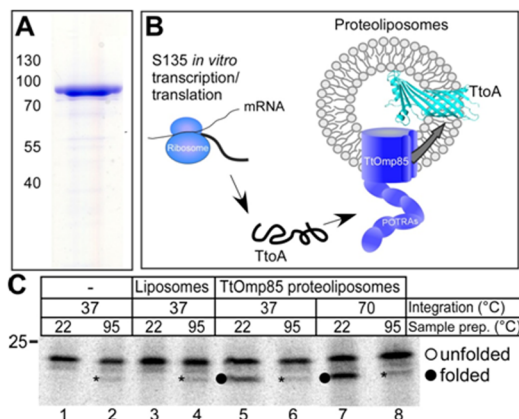 A
130
100
70
55
40
B
S135 in vitro
transcription/
translation
mRNA
Ribosome
TtoA
Proteoliposomes
TtoA
TtOmp85
POTRAs
C
- Liposomes TtOmp85 proteoliposomes
37 37 37 70 Integration (°C)
22 95 22 95 22 95 22 95 Sample prep. (°C)
25
unfolded
folded
* * * *
1 2 3 4 5 6 7 8